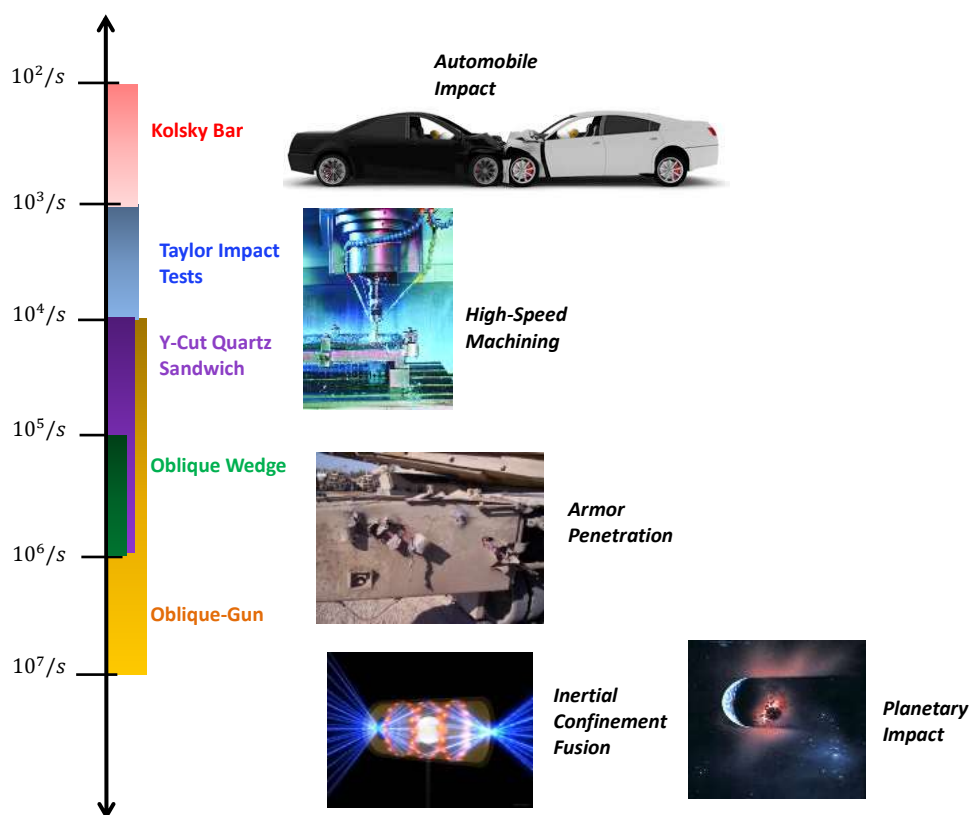 10²/s
Automobile
Impact
Kolsky Bar
10³/s
Taylor Impact
Tests
10⁴/s
High-Speed
Machining
Y-Cut Quartz
Sandwich
10⁵/s
Oblique Wedge
Armor
Penetration
10⁶/s
Oblique-Gun
10⁷/s
Inertial
Confinement
Fusion
Planetary
Impact